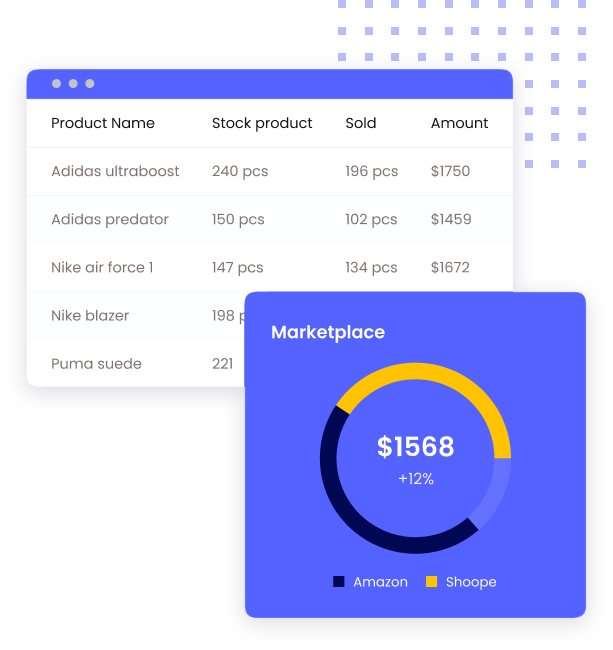 Product Name Stock product Sold Amount
Adidas ultraboost 240 pcs 196 pcs $1750
Adidas predator 150 pcs 102 pcs $1459
Nike air force 1 147 pcs 134 pcs $1672
Nike blazer 198
Puma suede 221
Marketplace
$1568
+12%
Amazon Shoope